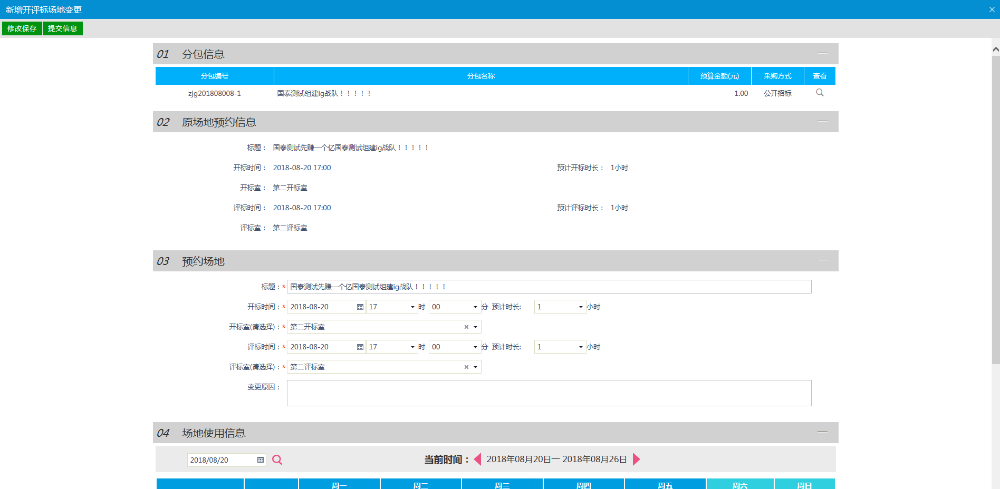 新增开评标场地变更
修改保存 提交信息
01 分包信息
分包编号 分包名称 预算金额(元) 采购方式 查看
zjg201808008-1 国泰测试组建ig战队！！！！！ 1.00 公开招标
02 原场地预约信息
标题： 国泰测试先赚一个亿国泰测试组建ig战队！！！！！
开标时间： 2018-08-20 17:00 预计开标时长： 1小时
开标室： 第二开标室
评标时间： 2018-08-20 17:00 预计评标时长： 1小时
评标室： 第二评标室
03 预约场地
标题：* 国泰测试先赚一个亿国泰测试组建ig战队！！！！！
开标时间：* 2018-08-20 17 时 00 分 预计时长: 1 小时
开标室(请选择)：* 第二开标室
评标时间：* 2018-08-20 17 时 00 分 预计时长: 1 小时
评标室(请选择)：* 第二评标室
变更原因：
04 场地使用信息
2018/08/20 当前时间： 2018年08月20日一 2018年08月26日
周一 周二 周三 周四 周五 周六 周日